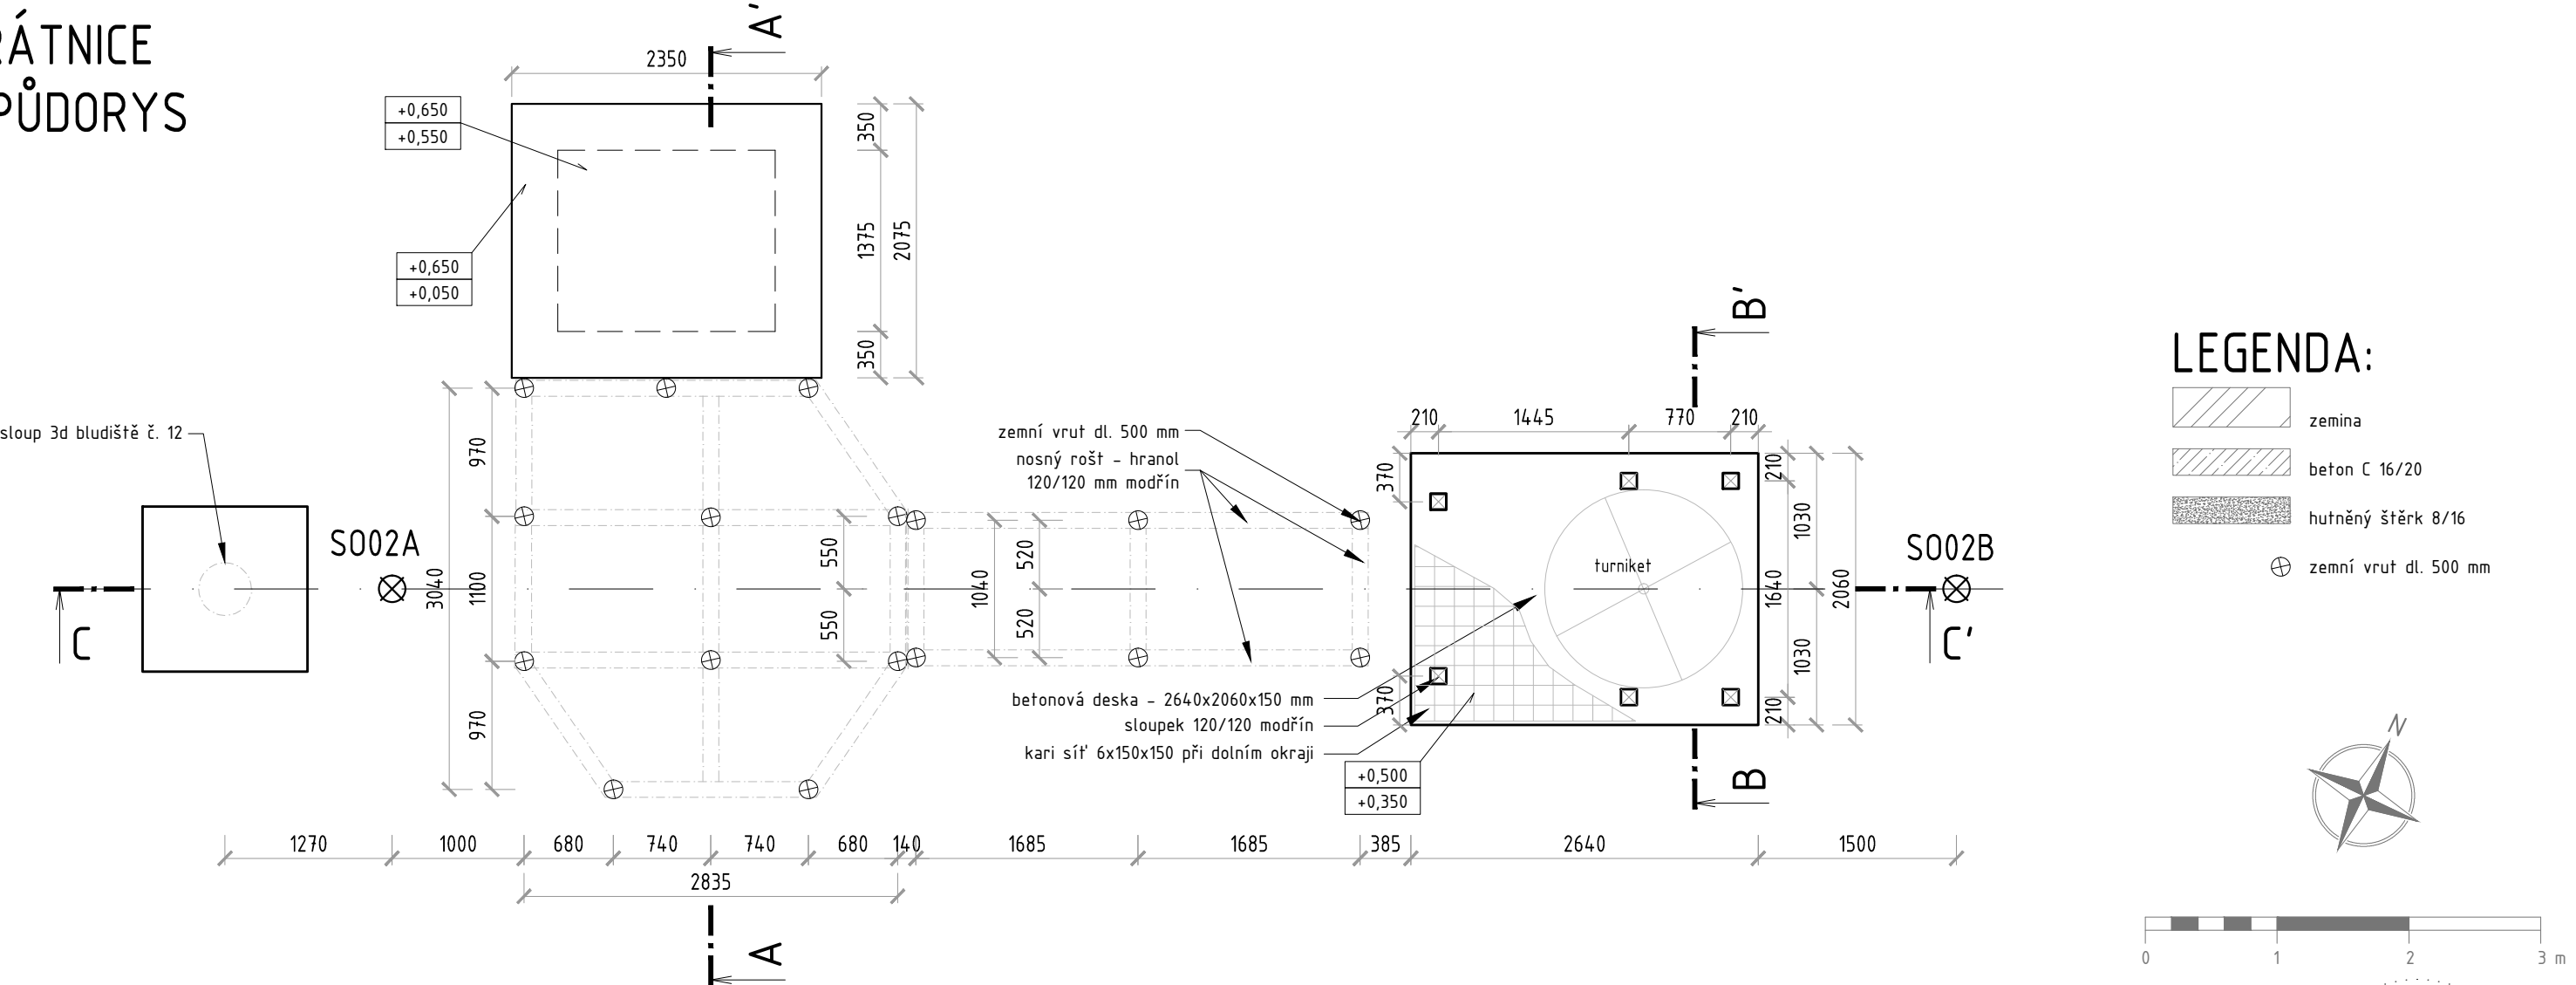 RÁTNICE
PŮDORYS
A'
2350
+0,650
+0,550
350
1375
2075
350
+0,650
+0,050
sloup 3d bludiště č. 12
S002A
C
3040
970
1100
970
550
550
1040
520
520
zemní vrut dl. 500 mm
nosný rošt - hranol
120/120 mm modřín
B'
210
1445
770
210
370
370
turniket
210
1030
1640
2060
1030
210
S002B
C'
betonová deska - 2640x2060x150 mm
sloupek 120/120 modřín
kari síť 6x150x150 při dolním okraji
+0,500
+0,350
B
1270
1000
680
740
740
680
140
1685
1685
385
2640
1500
2835
A
LEGENDA:
zemina
beton C 16/20
hutněný štěrk 8/16
zemní vrut dl. 500 mm
N
0
1
2
3 m